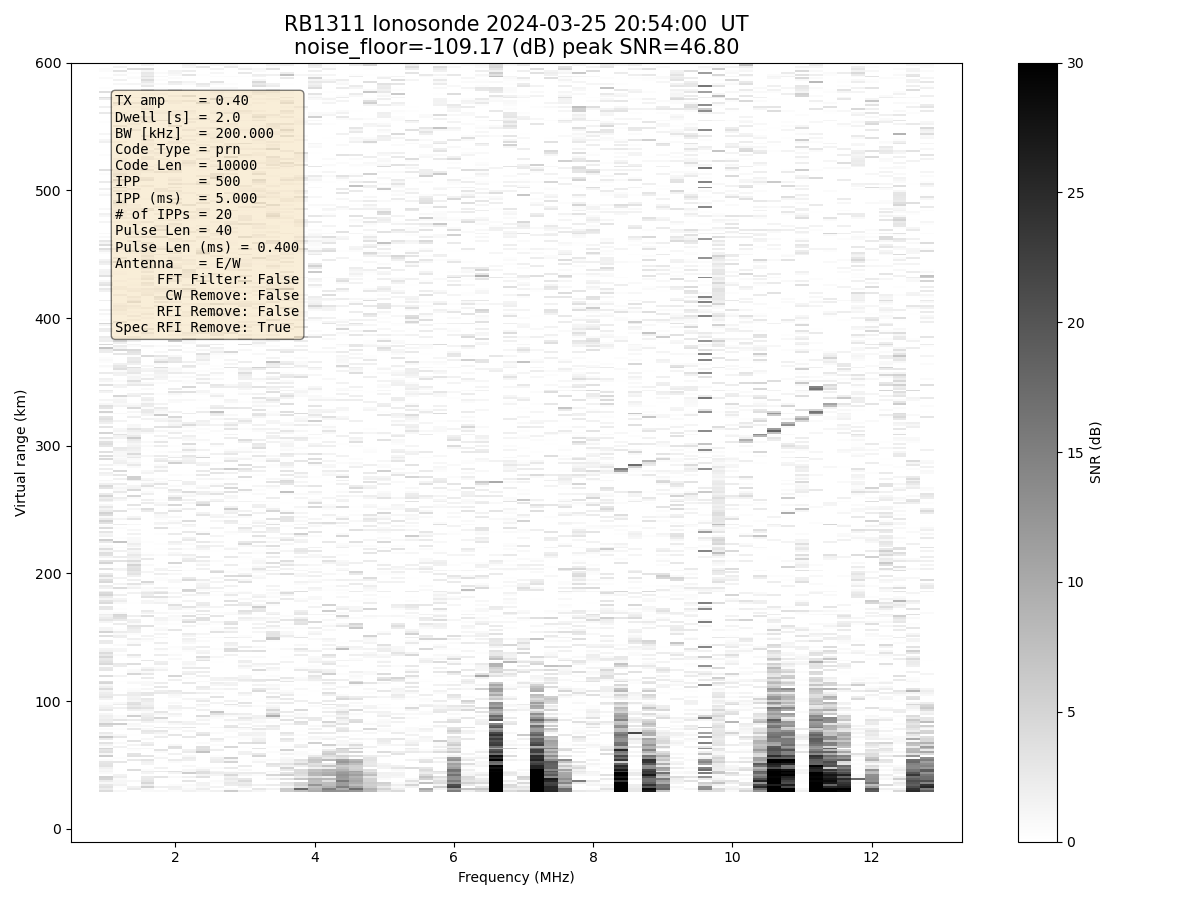 RB1311 Ionosonde 2024-03-25 20:54:00  UT
noise_floor=-109.17 (dB) peak SNR=46.80
TX amp    = 0.40
Dwell [s] = 2.0
BW [kHz]  = 200.000
Code Type = prn
Code Len  = 10000
IPP       = 500
IPP (ms)  = 5.000
# of IPPs = 20
Pulse Len = 40
Pulse Len (ms) = 0.400
Antenna   = E/W
FFT Filter: False
CW Remove: False
RFI Remove: False
Spec RFI Remove: True
600
500
400
300
200
100
0
Virtual range (km)
2
4
6
8
10
12
Frequency (MHz)
30
25
20
15
10
5
0
SNR (dB)